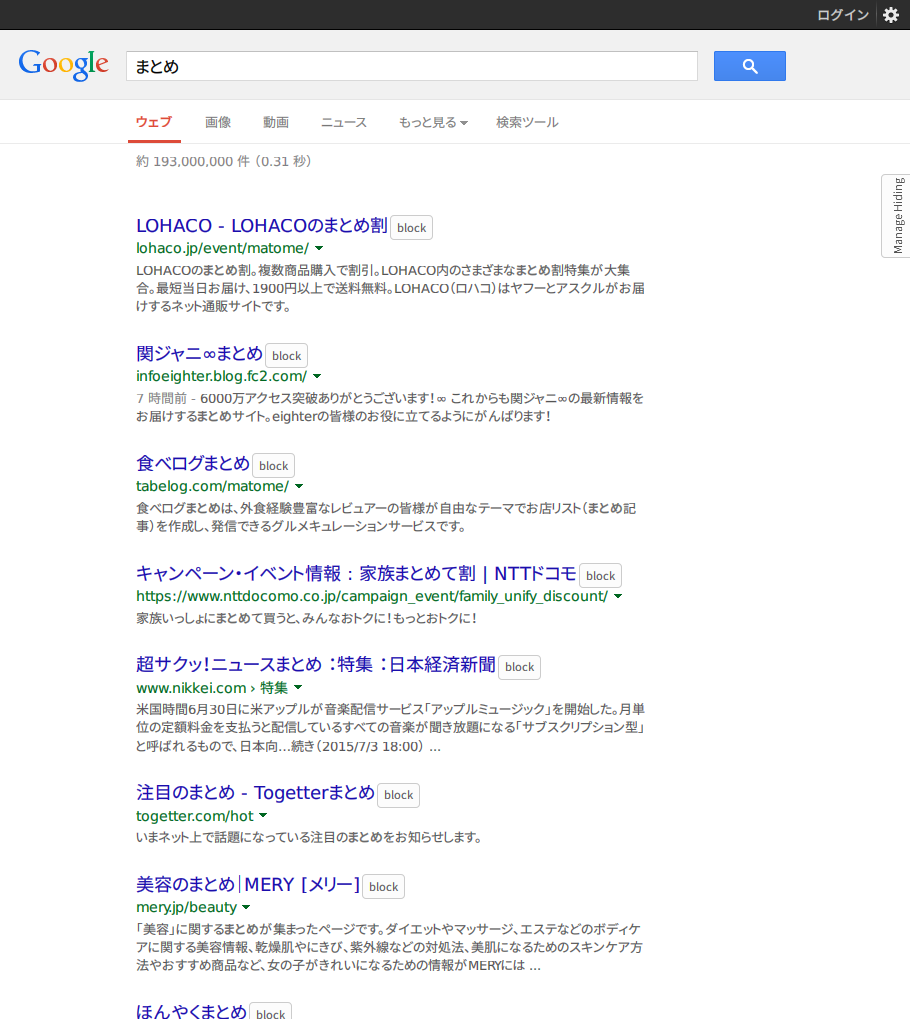 ログイン
Google
まとめ
ウェブ 画像 動画 ニュース もっと見る 検索ツール
約 193,000,000 件 (0.31 秒)
Manage Hiding
LOHACO - LOHACOのまとめ割 block
lohaco.jp/event/matome/
LOHACOのまとめ割。複数商品購入で割引。LOHACO内のさまざまなまとめ割特集が大集
合。最短当日お届け、1900円以上で送料無料。LOHACO(ロハコ)はヤフーとアスクルがお届
けするネット通販サイトです。
関ジャニ∞まとめ block
infoeighter.blog.fc2.com/
7 時間前 - 6000万アクセス突破ありがとうございます!∞ これからも関ジャニ∞の最新情報を
お届けするまとめサイト。eighterの皆様のお役に立てるようにがんばります!
食べログまとめ block
tabelog.com/matome/
食べログまとめは、外食経験豊富なレビュアーの皆様が自由なテーマでお店リスト(まとめ記
事)を作成し、発信できるグルメキュレーションサービスです。
キャンペーン・イベント情報 : 家族まとめて割 | NTTドコモ block
https://www.nttdocomo.co.jp/campaign_event/family_unify_discount/
家族いっしょにまとめて買うと、みんなおトクに!もっとおトクに!
超サクッ!ニュースまとめ :特集 :日本経済新聞 block
www.nikkei.com › 特集
米国時間6月30日に米アップルが音楽配信サービス「アップルミュージック」を開始した。月単
位の定額料金を支払うと配信しているすべての音楽が聞き放題になる「サブスクリプション型」
と呼ばれるもので、日本向...続き(2015/7/3 18:00) ...
注目のまとめ - Togetterまとめ block
togetter.com/hot
いまネット上で話題になっている注目のまとめをお知らせします。
美容のまとめ|MERY [メリー] block
mery.jp/beauty
「美容」に関するまとめが集まったページです。ダイエットやマッサージ、エステなどのボディケ
アに関する美容情報、乾燥肌やにきび、紫外線などの対処法、美肌になるためのスキンケア方
法やおすすめ商品など、女の子がきれいになるための情報がMERYには ...
ほんやくまとめ block